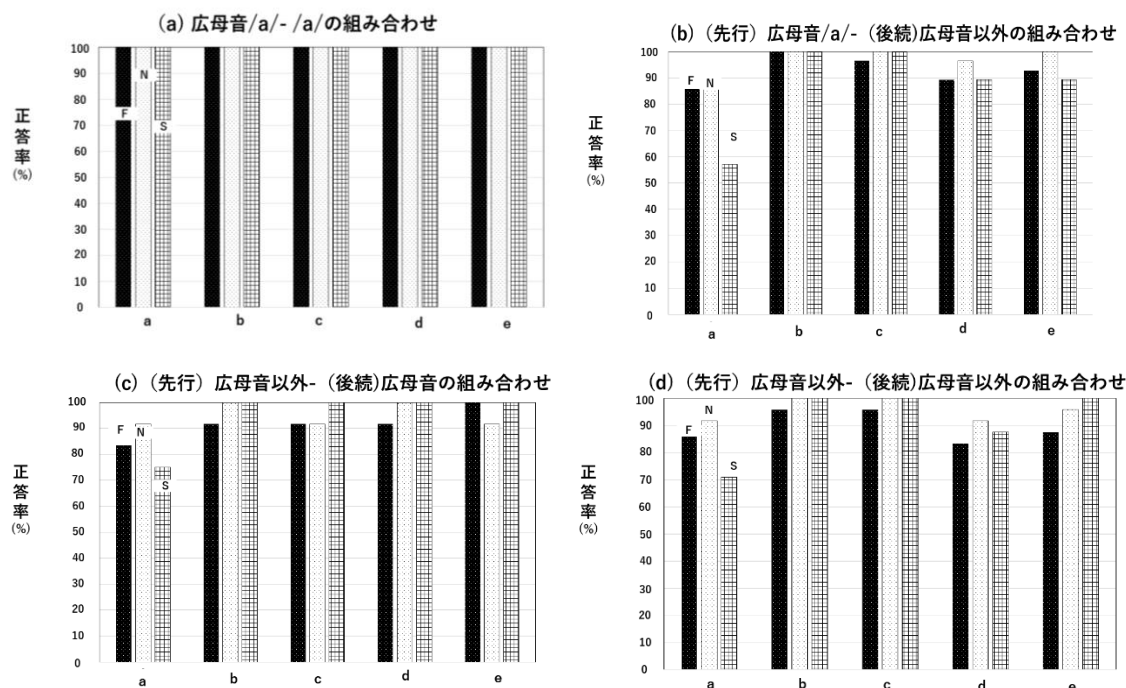 (a) 広母音/a/- /a/の組み合わせ
正答率(%)
100
90
80
70
60
50
40
30
20
10
0
F
N
S
a b c d e
(b)（先行）広母音/a/-（後続)広母音以外の組み合わせ
正答率(%)
100
90
80
70
60
50
40
30
20
10
0
F
N
S
a b c d e
(c)（先行）広母音以外-（後続)広母音の組み合わせ
正答率(%)
100
90
80
70
60
50
40
30
20
10
0
F
N
S
a b c d e
(d)（先行）広母音以外-（後続)広母音以外の組み合わせ
正答率(%)
100
90
80
70
60
50
40
30
20
10
0
F
N
S
a b c d e